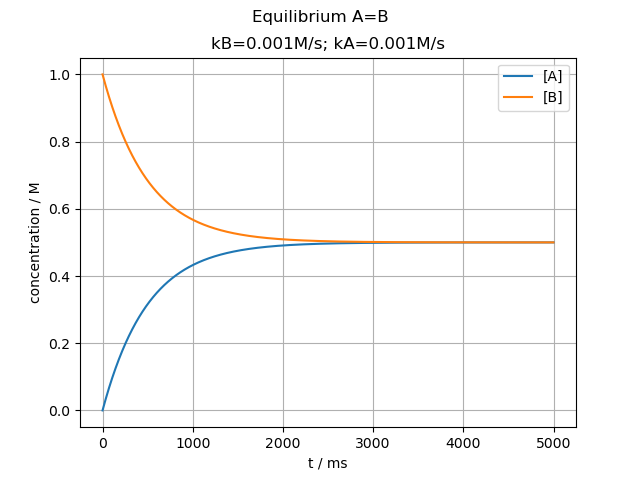 Equilibrium A=B
kB=0.001M/s; kA=0.001M/s
[A]
[B]
concentration / M
1.0
0.8
0.6
0.4
0.2
0.0
0 1000 2000 3000 4000 5000
t / ms